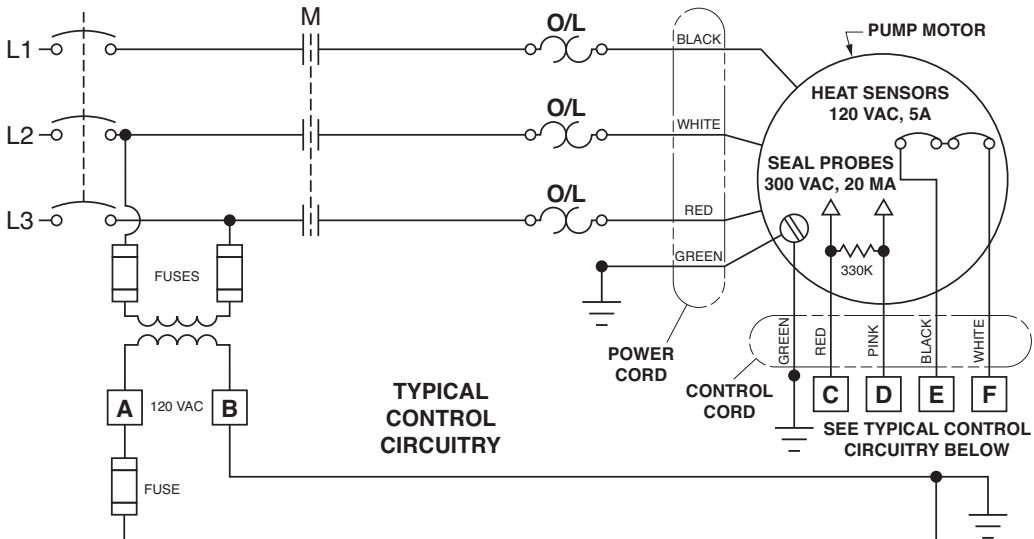 M
O/L
L1
BLACK
PUMP MOTOR
HEAT SENSORS
120 VAC, 5A
O/L
L2
WHITE
SEAL PROBES
300 VAC, 20 MA
O/L
L3
RED
GREEN
FUSES
330K
POWER
CORD
CONTROL
CORD
GREEN
RED
PINK
BLACK
WHITE
A
120 VAC
B
TYPICAL
CONTROL
CIRCUITRY
C
D
E
F
SEE TYPICAL CONTROL
CIRCUITRY BELOW
FUSE